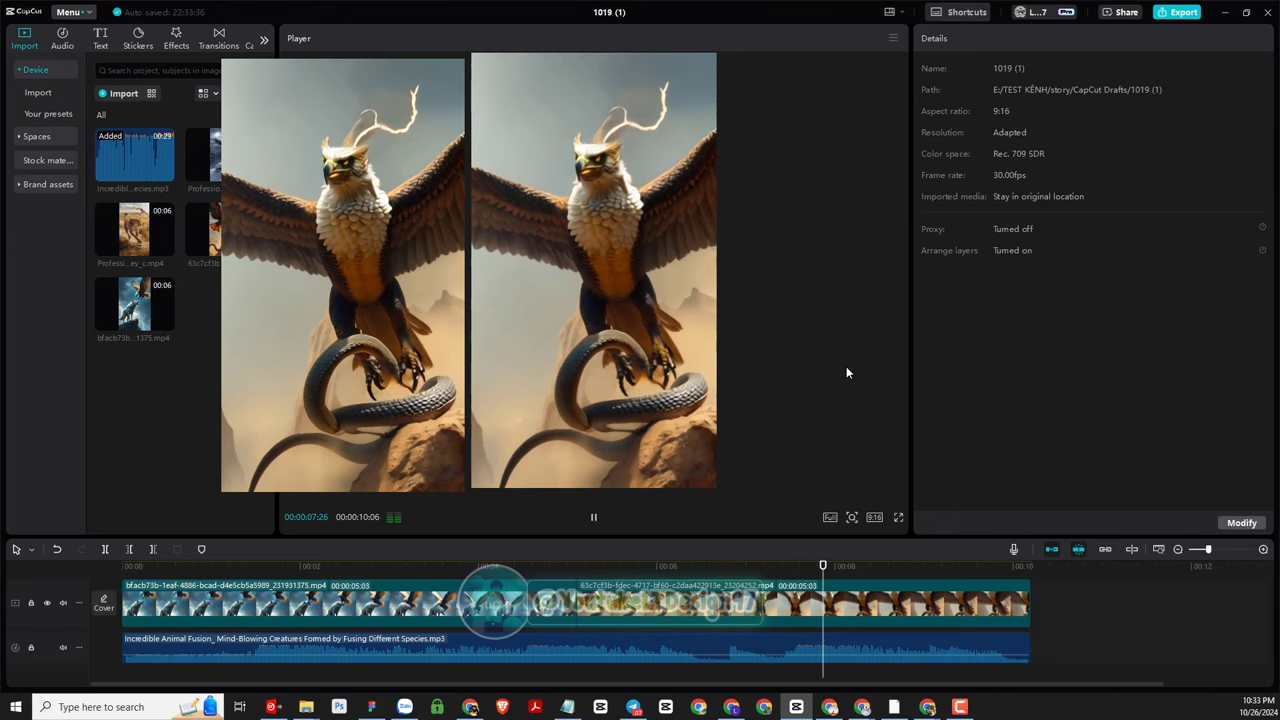 CapCut
Menu
Auto saved: 22:33:36
1019 (1)
Shortcuts
L...7
Pro
Share
Export
Import
Audio
Text
Stickers
Effects
Transitions
Ca
Player
Details
Device
Import
Your presets
Spaces
Stock mate...
Brand assets
Search project, subjects in image
Import
All
Added
00:29
Incredibl...ecies.mp3
Professio
00:06
Professi...ey_c.mp4
63c7cf3b
00:06
bfacb73b...1375.mp4
Name:
1019 (1)
Path:
E:/TEST KÊNH/story/CapCut Drafts/1019 (1)
Aspect ratio:
9:16
Resolution:
Adapted
Color space:
Rec. 709 SDR
Frame rate:
30.00fps
Imported media:
Stay in original location
Proxy:
Turned off
Arrange layers
Turned on
Modify
00:00:07:26
00:00:10:06
Full
9:16
00:00
00:02
00:04
00:06
00:08
00:10
00:12
Cover
bfacb73b-1eaf-4886-bcad-d4e5cb5a5989_231931375.mp4 00:00:05:03
63c7cf3b-fdec-4717-bf60-c2daa422913e_23204252.mp4 00:00:05:03
Incredible Animal Fusion_ Mind-Blowing Creatures Formed by Fusing Different Species.mp3
Type here to search
10:33 PM
10/26/2024